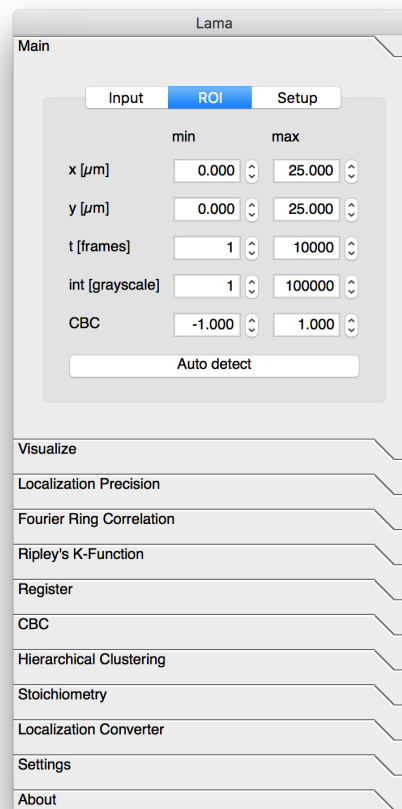 Lama
Main
Input ROI Setup
min max
x [µm] 0.000 25.000
y [µm] 0.000 25.000
t [frames] 1 10000
int [grayscale] 1 100000
CBC -1.000 1.000
Auto detect
Visualize
Localization Precision
Fourier Ring Correlation
Ripley's K-Function
Register
CBC
Hierarchical Clustering
Stoichiometry
Localization Converter
Settings
About